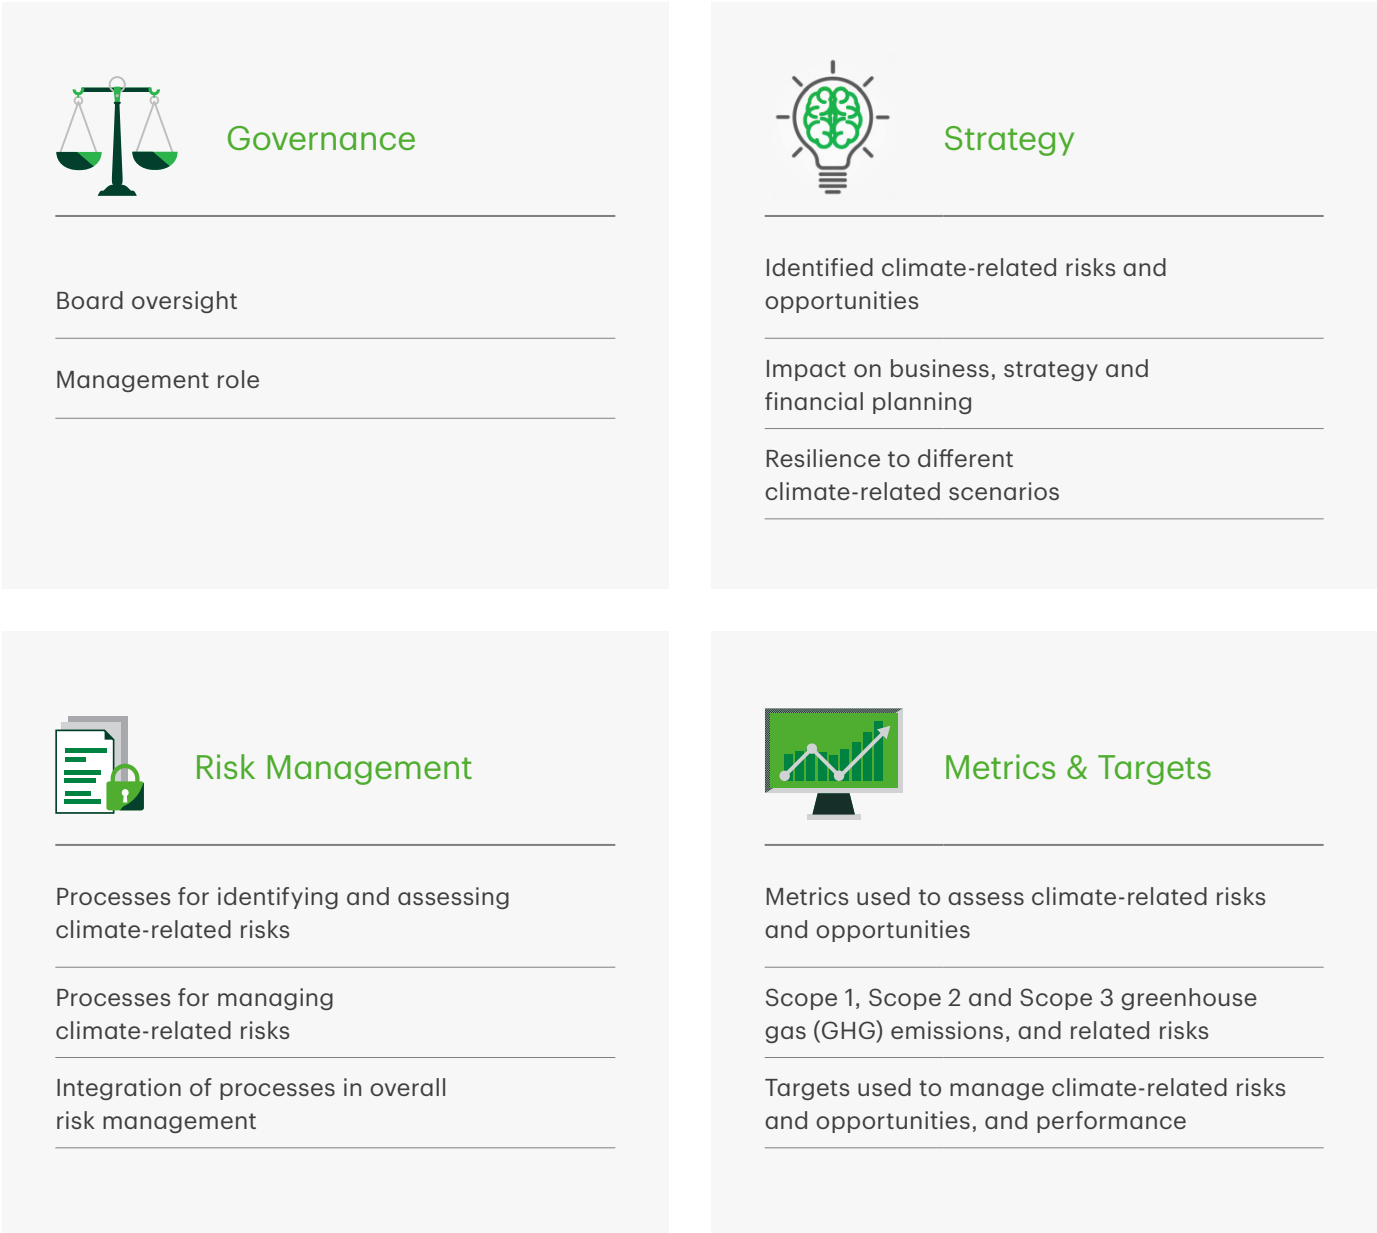 Governance
Board oversight
Management role
Strategy
Identified climate-related risks and
opportunities
Impact on business, strategy and
financial planning
Resilience to different
climate-related scenarios
Risk Management
Processes for identifying and assessing
climate-related risks
Processes for managing
climate-related risks
Integration of processes in overall
risk management
Metrics & Targets
Metrics used to assess climate-related risks
and opportunities
Scope 1, Scope 2 and Scope 3 greenhouse
gas (GHG) emissions, and related risks
Targets used to manage climate-related risks
and opportunities, and performance